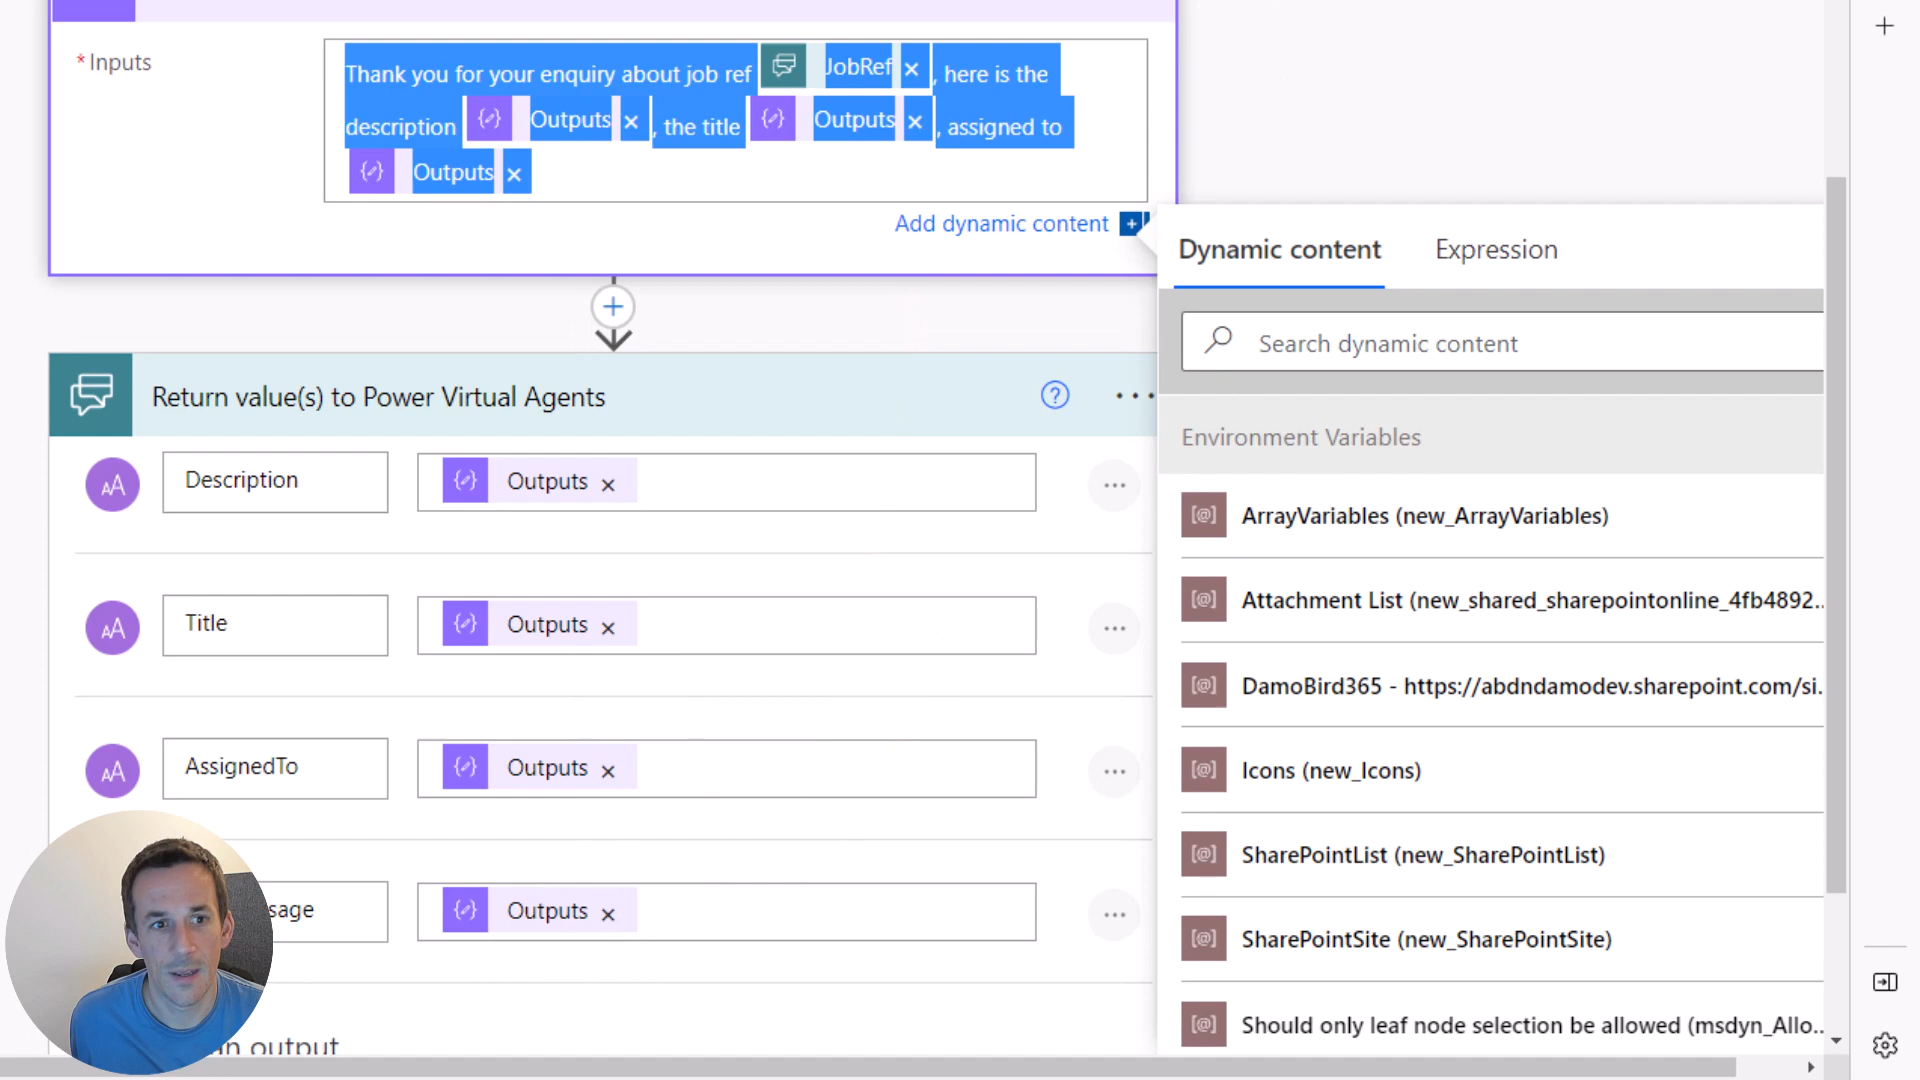 * Inputs
Thank you for your enquiry about job ref JobRef × , here is the
description Outputs × , the title Outputs × , assigned to
Outputs ×
Add dynamic content
Dynamic content Expression
Search dynamic content
Environment Variables
ArrayVariables (new_ArrayVariables)
Attachment List (new_shared_sharepointonline_4fb4892...
DamoBird365 - https://abdndamodev.sharepoint.com/si...
Icons (new_Icons)
SharePointList (new_SharePointList)
SharePointSite (new_SharePointSite)
Should only leaf node selection be allowed (msdyn_Allo...
Return value(s) to Power Virtual Agents
Description Outputs ×
Title Outputs ×
AssignedTo Outputs ×
sage Outputs ×
output